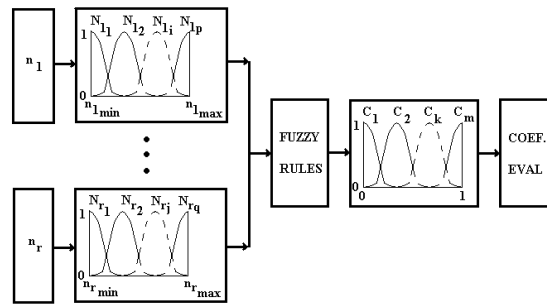 n1
N11 N12 N1i N1p
1
0
n1min n1max
FUZZY
RULES
C1 C2 Ck Cm
1
0
0 1
COEF.
EVAL
nr
Nr1 Nr2 Nrj Nrq
1
0
nrmin nrmax